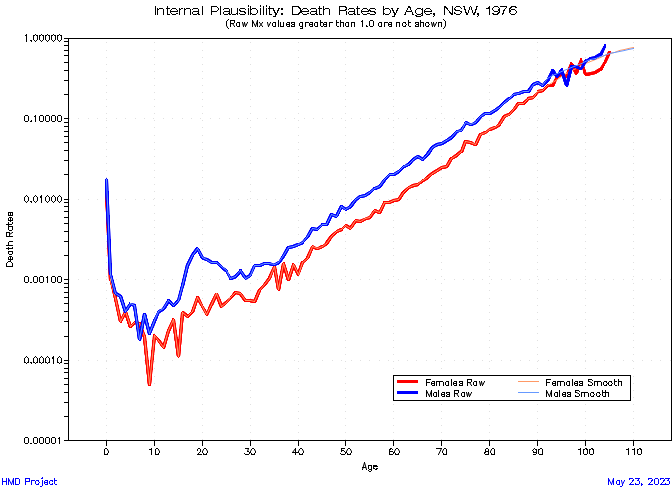 Internal Plausibility: Death Rates by Age, NSW, 1976
(Raw Mx values greater than 1.0 are not shown)
1.00000
0.10000
0.01000
0.00100
0.00010
0.00001
Death Rates
0 10 20 30 40 50 60 70 80 90 100 110
Age
Females Raw Females Smooth
Males Raw Males Smooth
HMD Project May 23, 2023